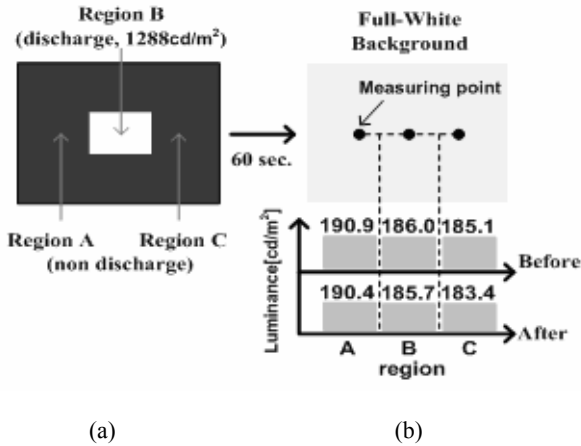 Region B
(discharge, 1288cd/m²)
Region A
Region C
(non discharge)
60 sec.
Full-White
Background
Measuring point
Luminance[cd/m²]
190.9 186.0 185.1
Before
190.4 185.7 183.4
After
A B C
region
(a)
(b)